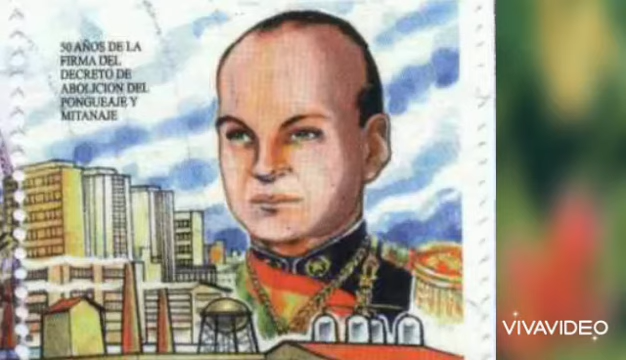 50 AÑOS DE LA
FIRMA DEL
DECRETO DE
ABOLICION DEL
PONGUEAJE Y
MITANAJE
VIVAVIDEO